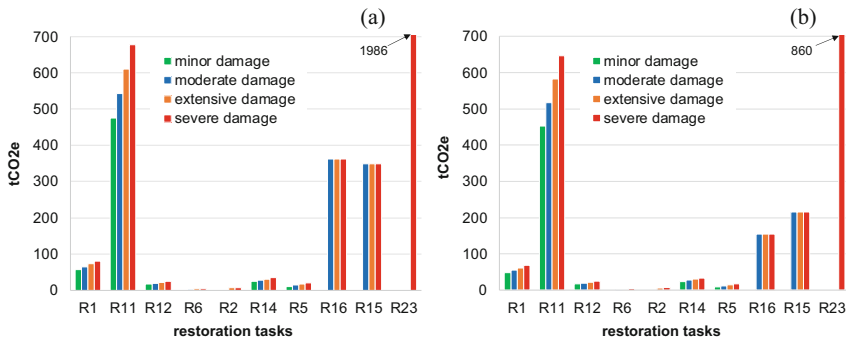 (a)
700
600
500
400
300
200
100
0
tCO2e
minor damage
moderate damage
extensive damage
severe damage
1986
R1 R11 R12 R6 R2 R14 R5 R16 R15 R23
restoration tasks
(b)
700
600
500
400
300
200
100
0
tCO2e
minor damage
moderate damage
extensive damage
severe damage
860
R1 R11 R12 R6 R2 R14 R5 R16 R15 R23
restoration tasks